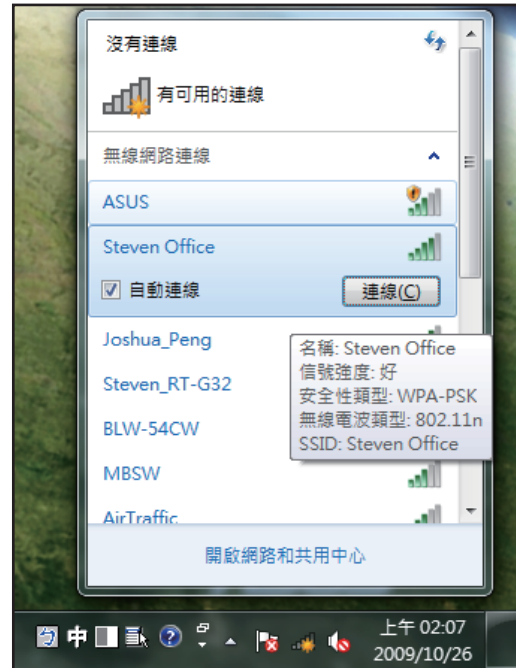 沒有連線
有可用的連線
無線網路連線
ASUS
Steven Office
自動連線
連線(C)
Joshua_Peng
Steven_RT-G32
BLW-54CW
MBSW
AirTraffic
名稱: Steven Office
信號強度: 好
安全性類型: WPA-PSK
無線電波類型: 802.11n
SSID: Steven Office
開啟網路和共用中心
中
上午 02:07
2009/10/26